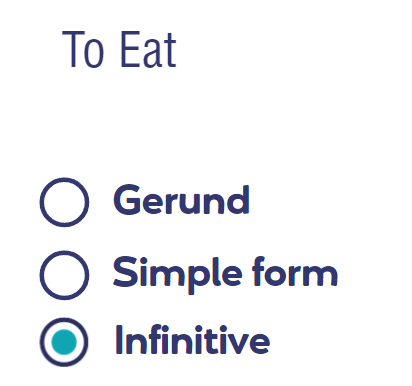 To Eat
Gerund
Simple form
Infinitive